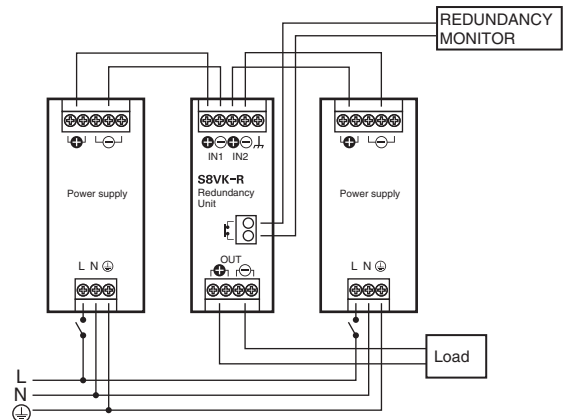 REDUNDANCY
MONITOR
IN1 IN2
S8VK-R
Redundancy
Unit
Power supply
Power supply
OUT
L N
L N
Load
L
N